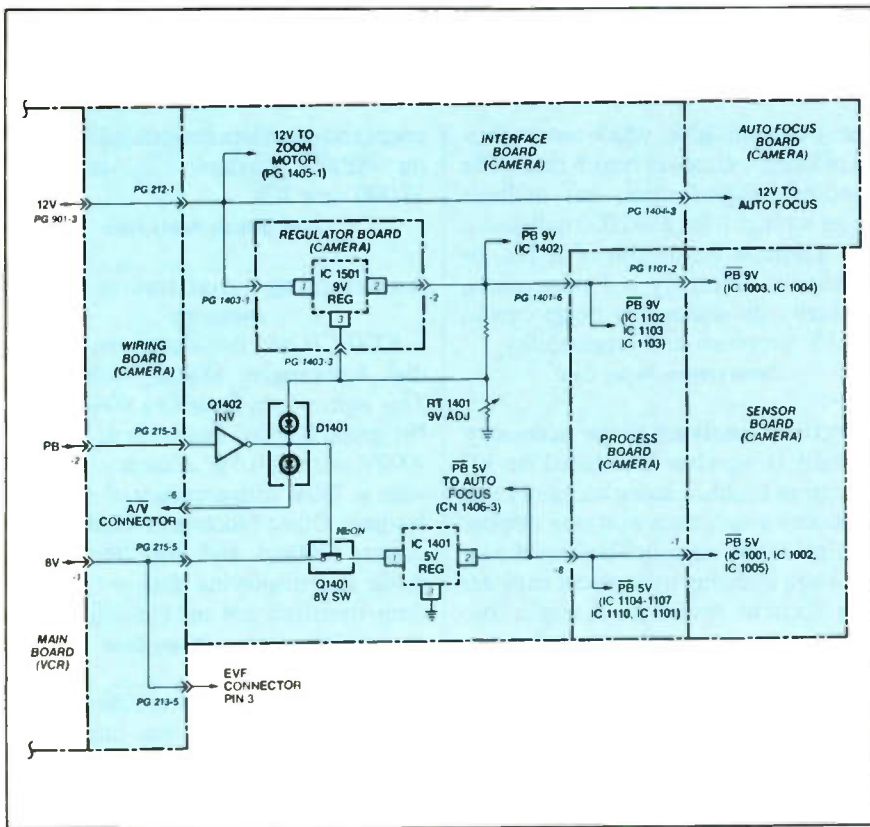 12V TO
ZOOM
MOTOR
(PG 1405-1)
INTERFACE BOARD
(CAMERA)
AUTO FOCUS
BOARD
(CAMERA)
12V
PG 901-3
PG 212-1
PG 1404-3
12V TO
AUTO FOCUS
REGULATOR BOARD
(CAMERA)
IC 1501
9V
REG
1
2
3
PG 1403-1
-2
PG 1403-3
PB 9V
(IC 1402)
PG 1401-6
PG 1101-2
PB 9V
(IC 1003, IC 1004)
PB 9V
(IC 1102
IC 1103
IC 1103)
WIRING
BOARD
(CAMERA)
Q1402
INV
D1401
RT 1401
9V ADJ
PB
-2
PG 215-3
-6
A/V
CONNECTOR
PB 5V
TO AUTO
FOCUS
(CN 1406-3)
PROCESS
BOARD
(CAMERA)
SENSOR
BOARD
(CAMERA)
8V
-1
PG 215-5
Q1401
8V SW
IC 1401
5V
REG
1
2
3
-8
-1
PB 5V
(IC 1001, IC 1002,
IC 1005)
PB 5V
(IC 1104-1107
IC 1110, IC 1101)
MAIN
BOARD
(VCR)
PG 213-5
EVF
CONNECTOR
PIN 3